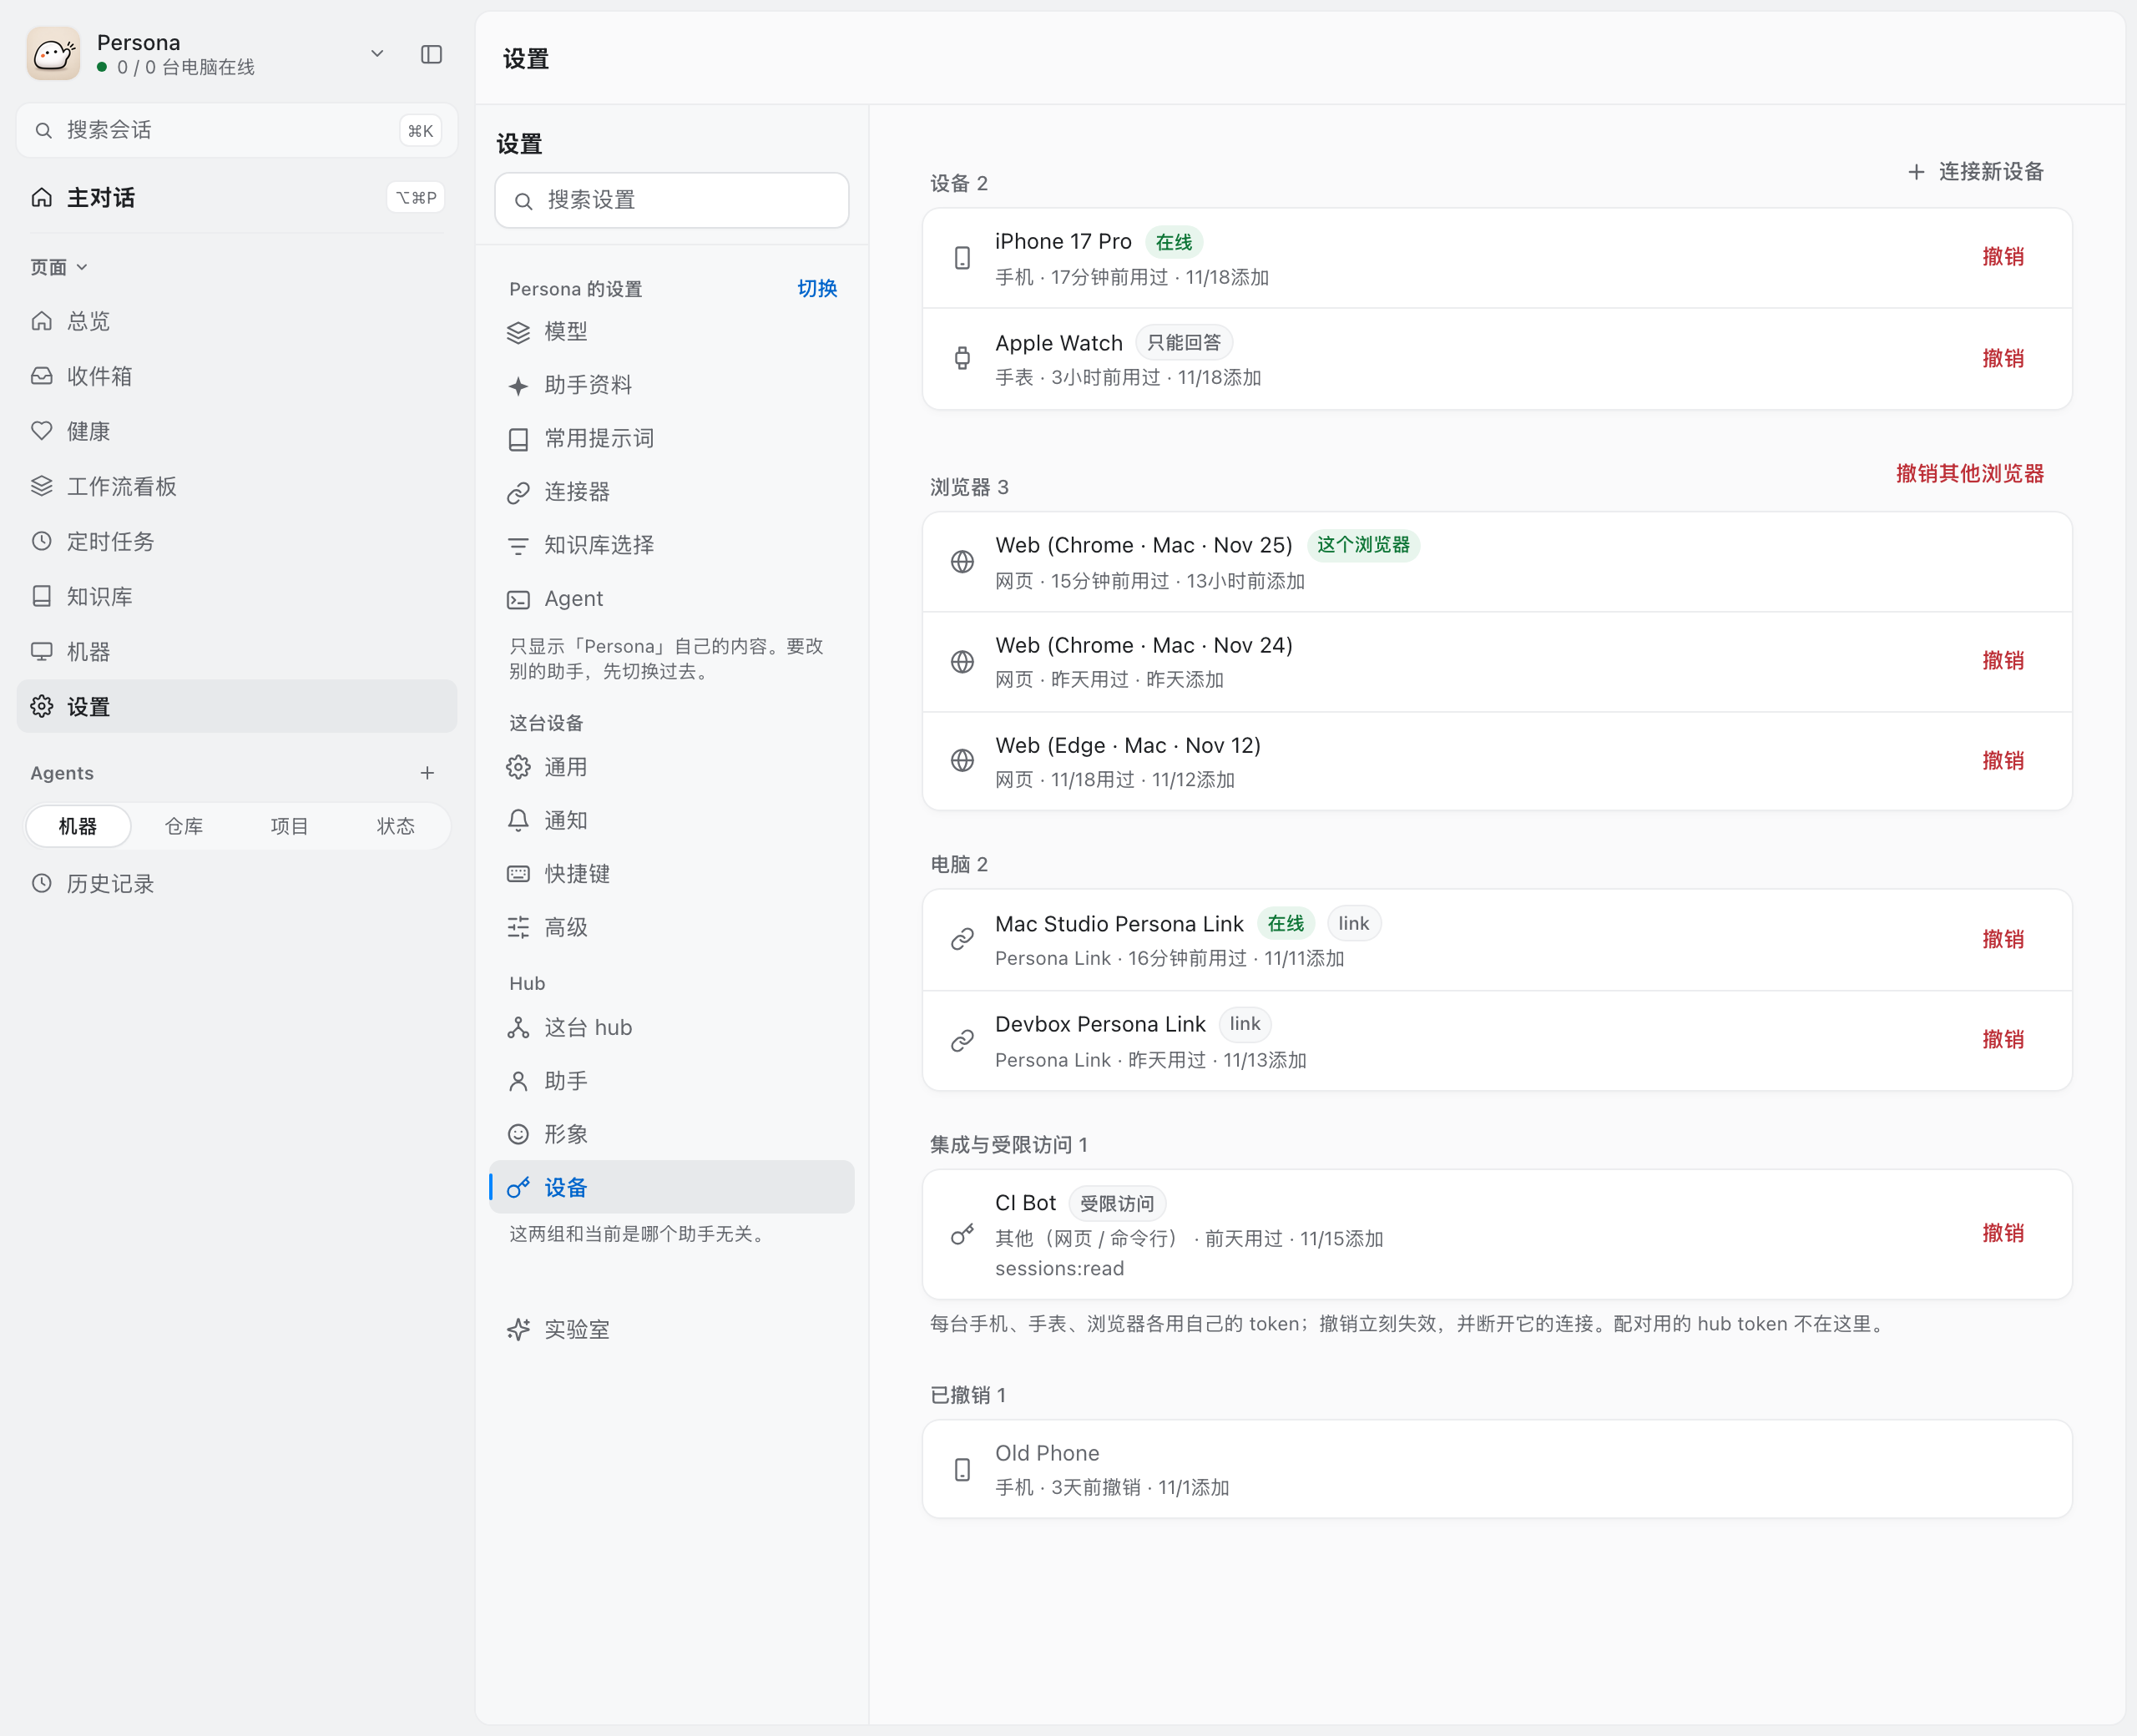 Persona
0 / 0 台电脑在线
搜索会话
⌘K
主对话
⌥⌘P
页面
总览
收件箱
健康
工作流看板
定时任务
知识库
机器
设置
Agents
机器
仓库
项目
状态
历史记录
设置
设置
搜索设置
Persona 的设置
切换
模型
助手资料
常用提示词
连接器
知识库选择
Agent
只显示「Persona」自己的内容。要改
别的助手，先切换过去。
这台设备
通用
通知
快捷键
高级
Hub
这台 hub
助手
形象
设备
这两组和当前是哪个助手无关。
实验室
设备 2
连接新设备
iPhone 17 Pro 在线
手机 · 17分钟前用过 · 11/18添加
撤销
Apple Watch 只能回答
手表 · 3小时前用过 · 11/18添加
撤销
浏览器 3
撤销其他浏览器
Web (Chrome · Mac · Nov 25) 这个浏览器
网页 · 15分钟前用过 · 13小时前添加
Web (Chrome · Mac · Nov 24)
网页 · 昨天用过 · 昨天添加
撤销
Web (Edge · Mac · Nov 12)
网页 · 11/18用过 · 11/12添加
撤销
电脑 2
Mac Studio Persona Link 在线 link
Persona Link · 16分钟前用过 · 11/11添加
撤销
Devbox Persona Link link
Persona Link · 昨天用过 · 11/13添加
撤销
集成与受限访问 1
CI Bot 受限访问
其他（网页 / 命令行） · 前天用过 · 11/15添加
sessions:read
撤销
每台手机、手表、浏览器各用自己的 token；撤销立刻失效，并断开它的连接。配对用的 hub token 不在这里。
已撤销 1
Old Phone
手机 · 3天前撤销 · 11/1添加